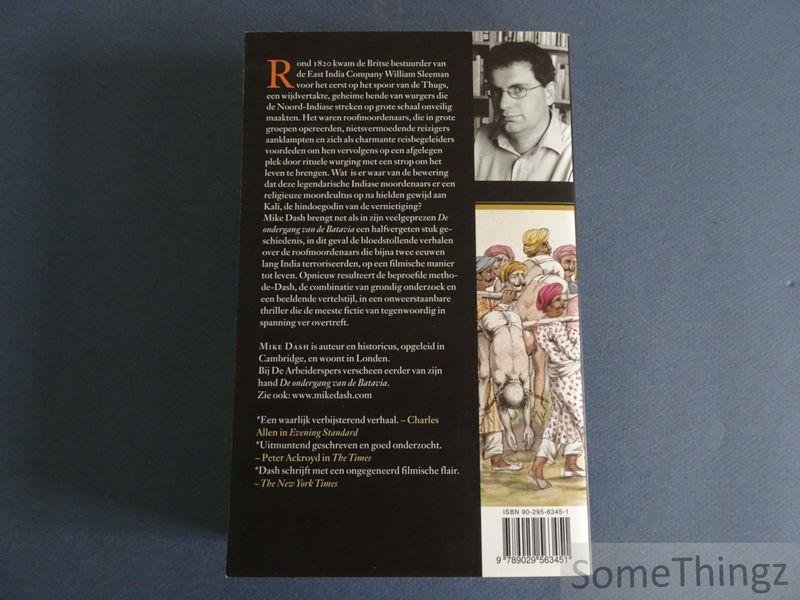 Rond 1820 kwam de Britse bestuurder van
de East India Company William Sleeman
voor het eerst op het spoor van de Thugs,
een wijdvertakte, geheime bende van wurgers die
de Noord-Indiase streken op grote schaal onveilig
maakten. Het waren roofmoordenaars, die in grote
groepen opereerden, nietsvermoedende reizigers
aanklampten en zich als charmante reisbegeleiders
voordeden om hen vervolgens op een afgelegen
plek door rituele wurging met een strop om het
leven te brengen. Wat is er waar van de bewering
dat deze legendarische Indiase moordenaars er een
religieuze moordcultus op na hielden gewijd aan
Kali, de hindoegodin van de vernietiging?
Mike Dash brengt net als in zijn veelgeprezen De
ondergang van de Batavia een halfvergeten stuk ge-
schiedenis, in dit geval de bloedstollende verhalen
over de roofmoordenaars die bijna twee eeuwen
lang India terroriseerden, op een filmische manier
tot leven. Opnieuw resulteert de beproefde metho-
de-Dash, de combinatie van grondig onderzoek en
een beeldende vertelstijl, in een onweerstaanbare
thriller die de meeste fictie van tegenwoordig in
spanning ver overtreft.
MIKE DASH is auteur en historicus, opgeleid in
Cambridge, en woont in Londen.
Bij De Arbeiderspers verscheen eerder van zijn
hand De ondergang van de Batavia.
Zie ook: www.mikedash.com
*Een waarlijk verbijsterend verhaal. – Charles
Allen in Evening Standard
*Uitmuntend geschreven en goed onderzocht.
– Peter Ackroyd in The Times
*Dash schrijft met een ongegeneerd filmische flair.
– The New York Times
ISBN 90-295-6345-1
9 789029 563451
SomeThingz